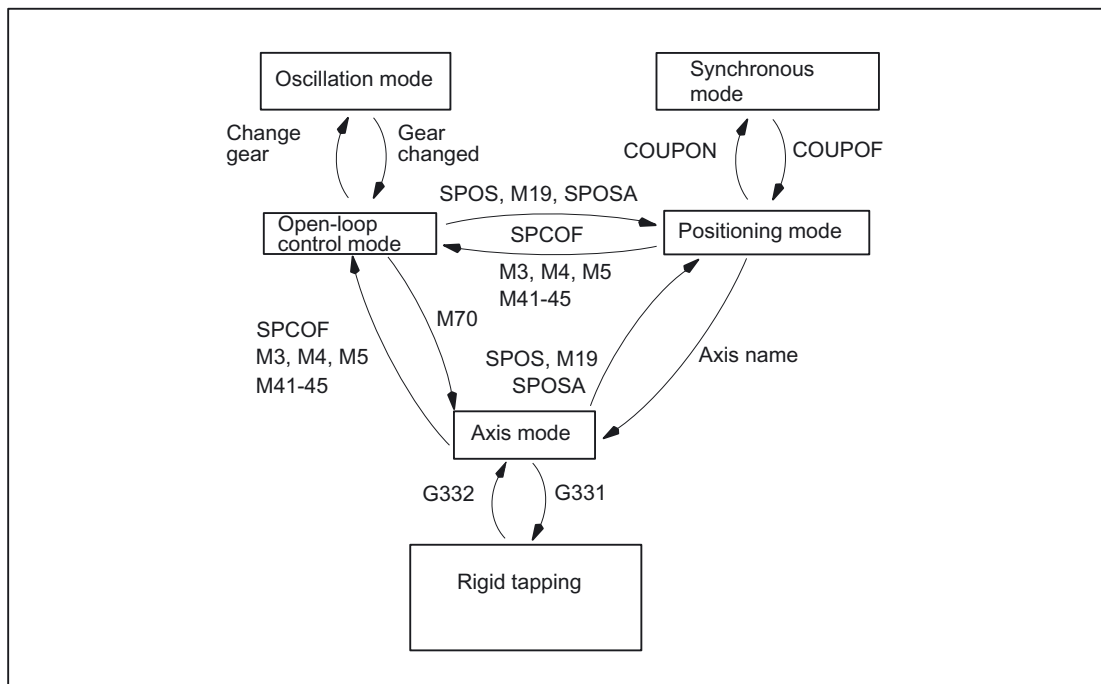 Oscillation mode
Synchronous
mode
Change
gear
Gear
changed
COUPON
COUPOF
SPOS, M19, SPOSA
Open-loop
control mode
SPCOF
Positioning mode
M3, M4, M5
M41-45
M70
SPCOF
M3, M4, M5
M41-45
SPOS, M19
SPOSA
Axis name
Axis mode
G332
G331
Rigid tapping